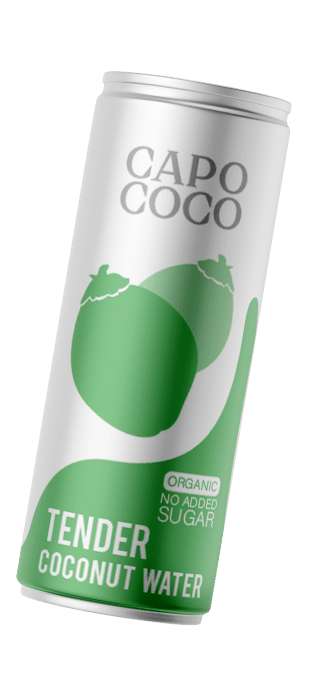 CAPO
COCO
ORGANIC
NO ADDED
SUGAR
TENDER
COCONUT WATER